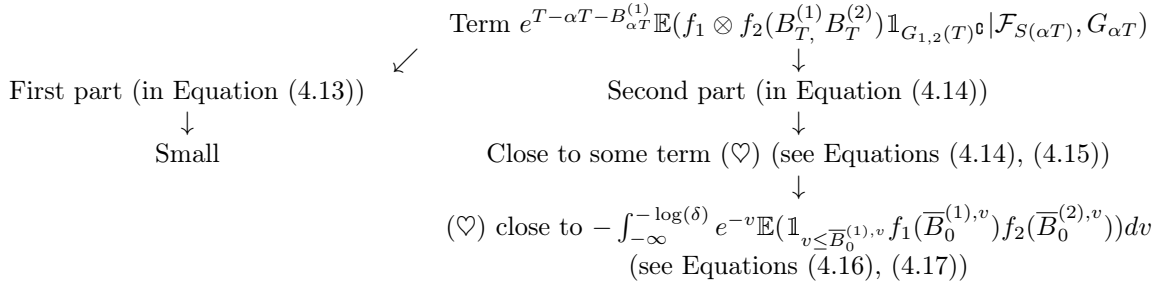 Term $e^{T-\alpha T-B^{(1)}_{\alpha T}}\mathbb{E}(f_1 \otimes f_2(B^{(1)}_{T,}B^{(2)}_{T})\mathbb{1}_{G_{1,2}(T)^{\complement}}|\mathcal{F}_{S(\alpha T)}, G_{\alpha T})$
↙ ↓
First part (in Equation (4.13)) Second part (in Equation (4.14))
↓ ↓
Small Close to some term (♡) (see Equations (4.14), (4.15))
↓
(♡) close to $-\int_{-\infty}^{-\log(\delta)} e^{-v}\mathbb{E}(\mathbb{1}_{v\leq \overline{B}^{(1),v}_0} f_1(\overline{B}^{(1),v}_0)f_2(\overline{B}^{(2),v}_0))dv$
(see Equations (4.16), (4.17))